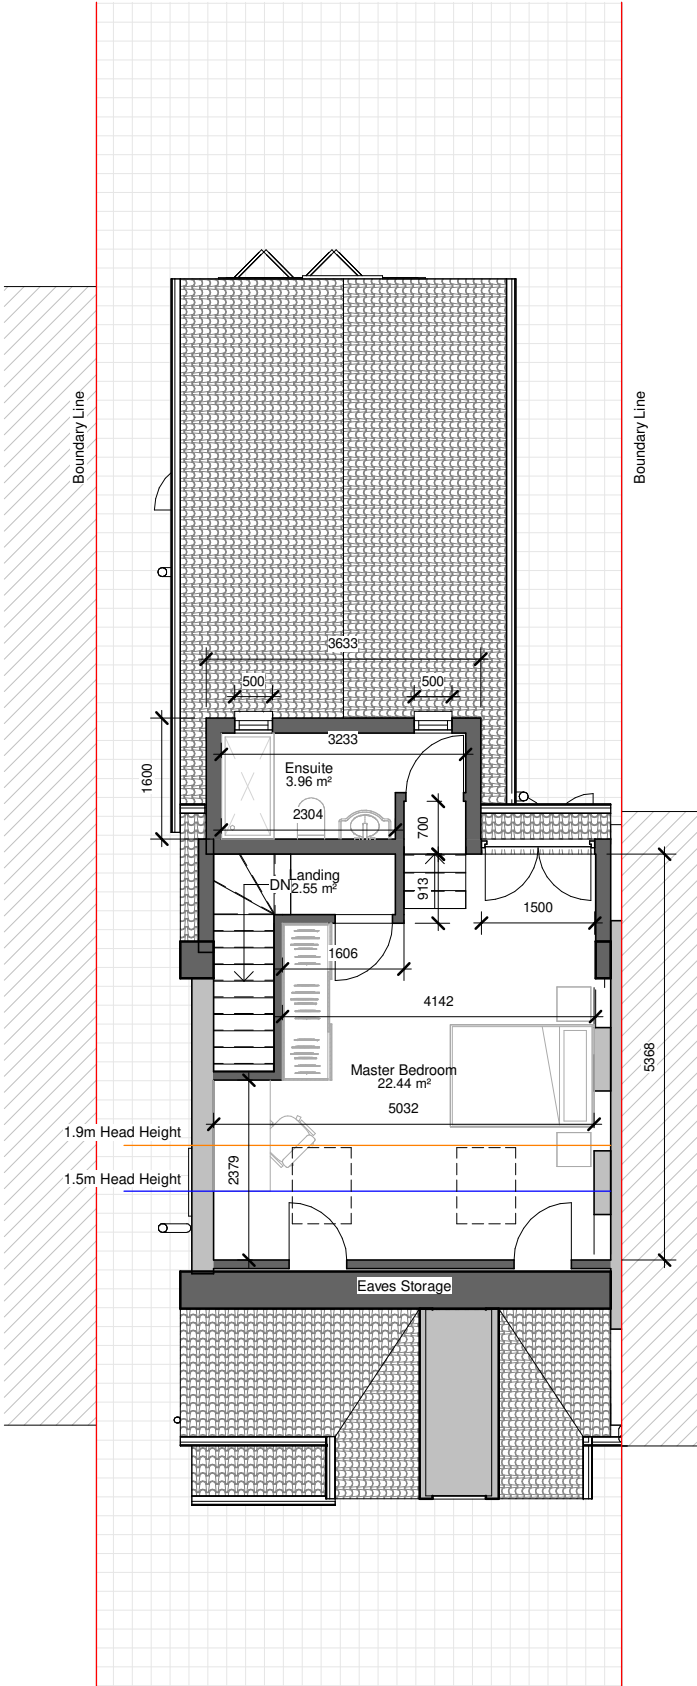 Boundary Line
Boundary Line
3633
500
500
3233
1600
Ensuite
3.96 m²
2304
700
Landing
DN
2.55 m²
913
1500
1606
4142
5368
Master Bedroom
22.44 m²
5032
1.9m Head Height
2379
1.5m Head Height
Eaves Storage